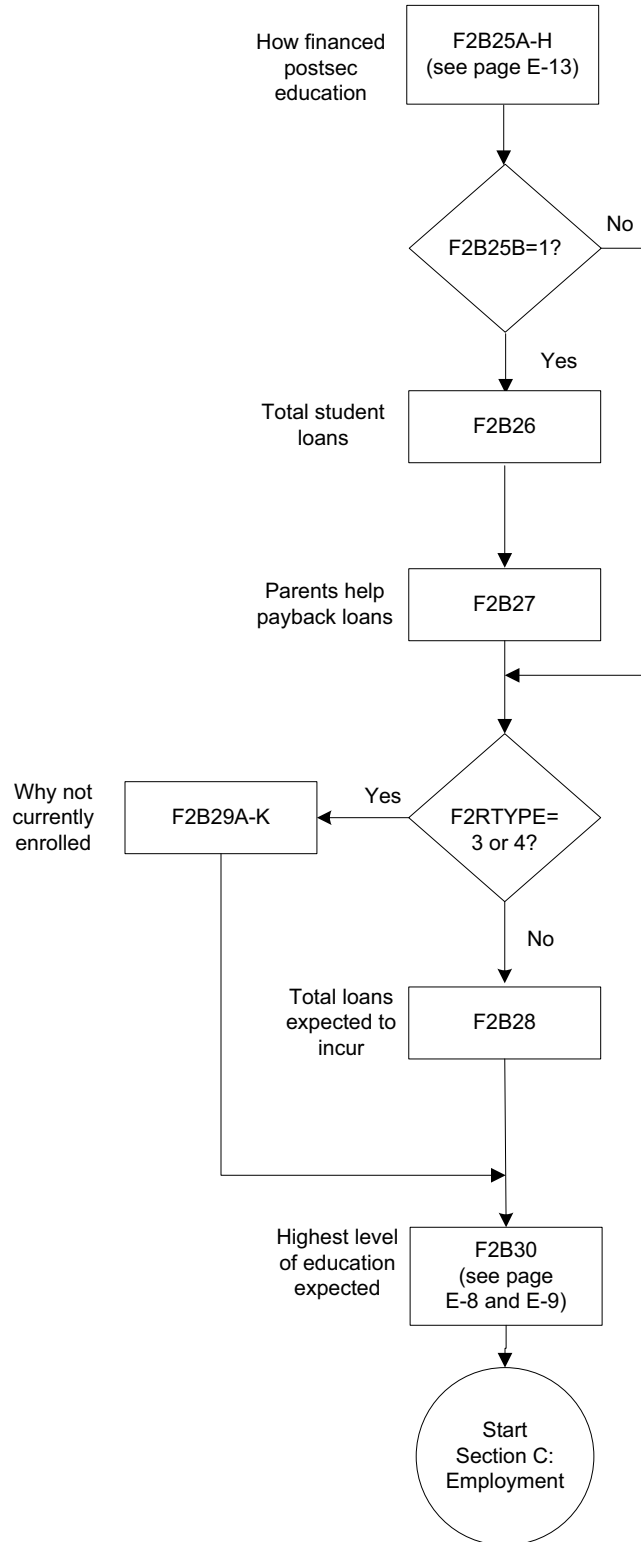 How financed
postsec
education
F2B25A-H
(see page E-13)
F2B25B=1?
No
Yes
Total student
loans
F2B26
Parents help
payback loans
F2B27
Why not
currently
enrolled
F2B29A-K
Yes
F2RTYPE=
3 or 4?
No
Total loans
expected to
incur
F2B28
Highest level
of education
expected
F2B30
(see page
E-8 and E-9)
Start
Section C:
Employment